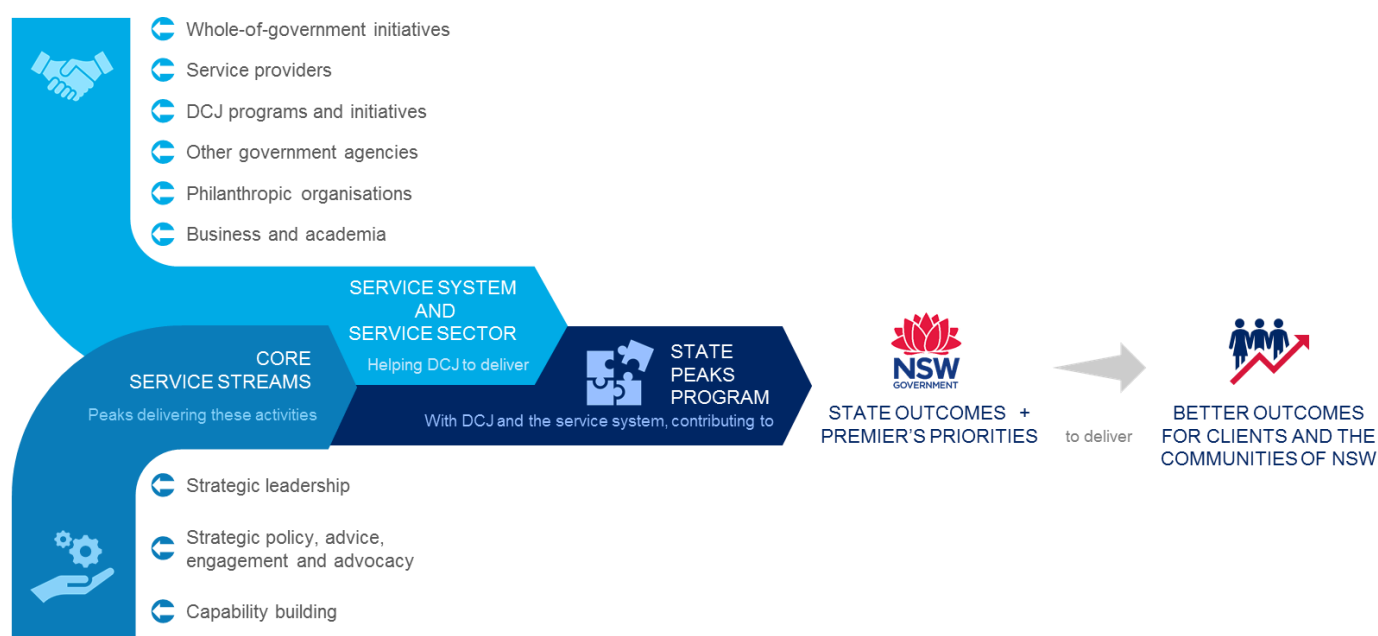 Whole-of-government initiatives
Service providers
DCJ programs and initiatives
Other government agencies
Philanthropic organisations
Business and academia
SERVICE SYSTEM
AND
SERVICE SECTOR
Helping DCJ to deliver
CORE
SERVICE STREAMS
Peaks delivering these activities
STATE
PEAKS
PROGRAM
With DCJ and the service system, contributing to
NSW
GOVERNMENT
STATE OUTCOMES +
PREMIER'S PRIORITIES
to deliver
BETTER OUTCOMES
FOR CLIENTS AND THE
COMMUNITIES OF NSW
Strategic leadership
Strategic policy, advice,
engagement and advocacy
Capability building